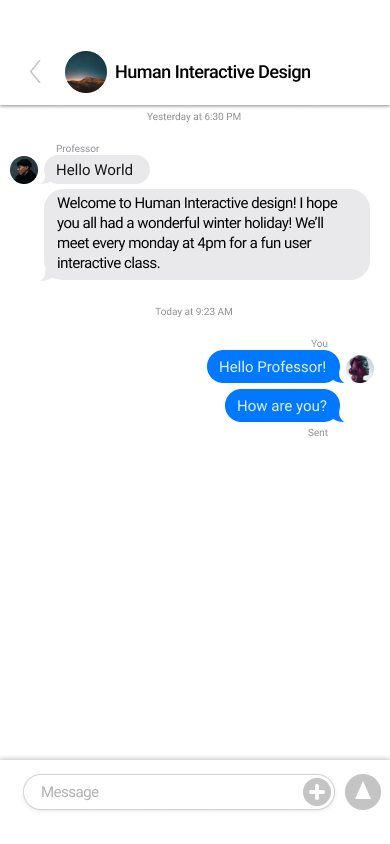 Human Interactive Design
Yesterday at 6:30 PM
Professor
Hello World
Welcome to Human Interactive design! I hope
you all had a wonderful winter holiday! We'll
meet every monday at 4pm for a fun user
interactive class.
Today at 9:23 AM
You
Hello Professor!
How are you?
Sent
Message